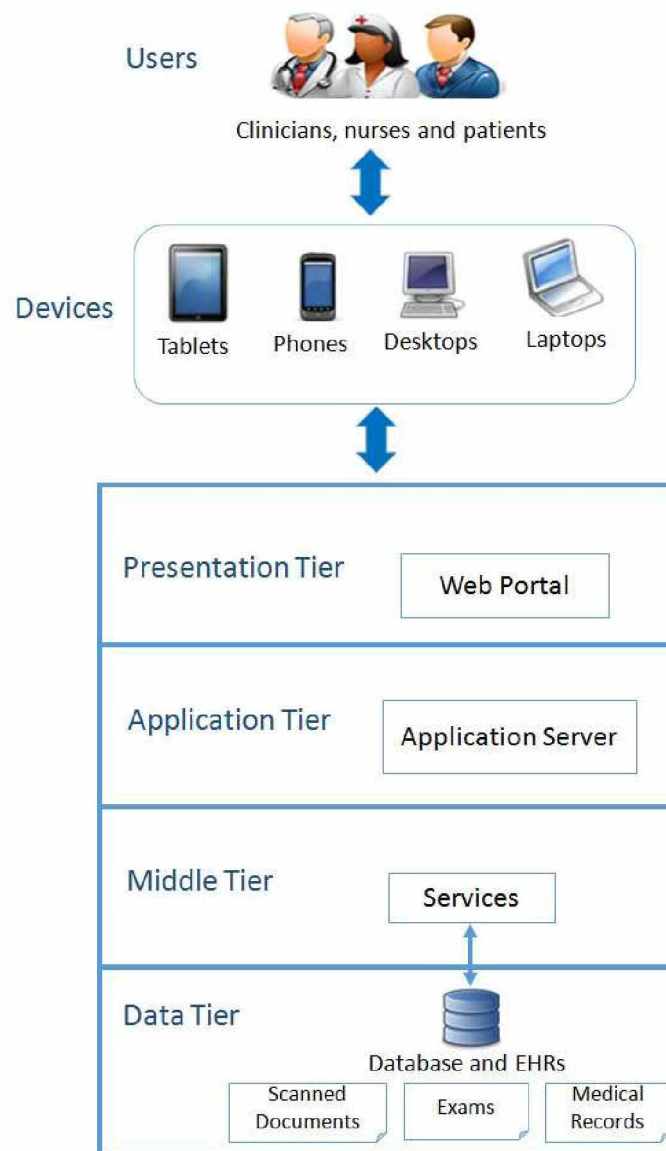 Users
Clinicians, nurses and patients
Devices
Tablets
Phones
Desktops
Laptops
Presentation Tier
Web Portal
Application Tier
Application Server
Middle Tier
Services
Data Tier
Database and EHRs
Scanned
Documents
Exams
Medical
Records